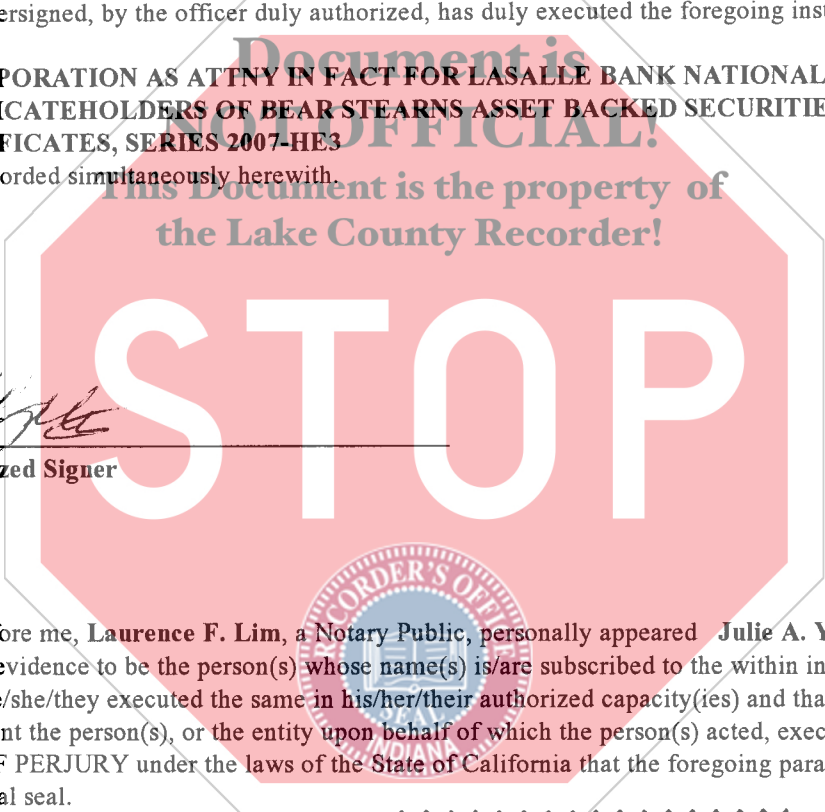 ersigned, by the officer duly authorized, has duly executed the foregoing inst
Document is
PORATION AS ATTNY IN FACT FOR LASALLE BANK NATIONAL
ICATEHOLDERS OF BEAR STEARNS ASSET BACKED SECURITIE
NOT OFFICIAL!
FICATES, SERIES 2007-HE3
orded simultaneously herewith.
This Document is the property of
the Lake County Recorder!
STOP
zed Signer
RECORDER'S OFFICE
ore me, Laurence F. Lim, a Notary Public, personally appeared Julie A. Y
evidence to be the person(s) whose name(s) is/are subscribed to the within in
e/she/they executed the same in his/her/their authorized capacity(ies) and tha
SEAL
nt the person(s), or the entity upon behalf of which the person(s) acted, exec
INDIANA
F PERJURY under the laws of the State of California that the foregoing para
al seal.